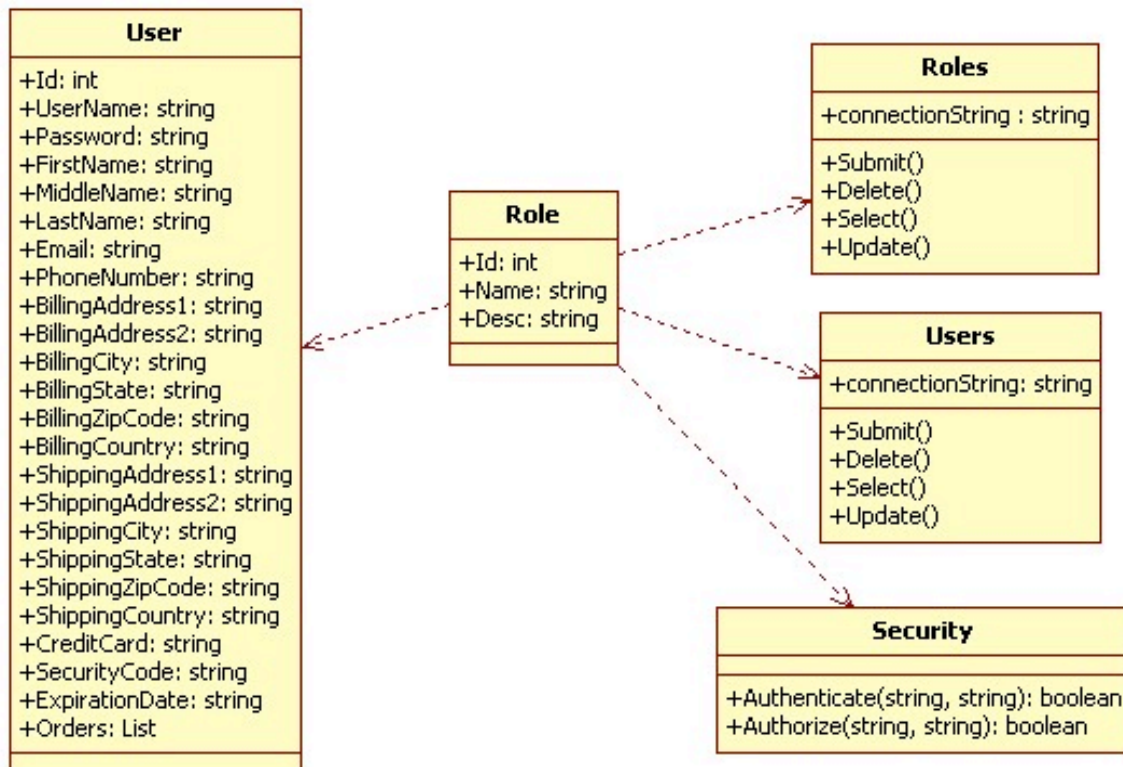 User
+Id: int
+UserName: string
+Password: string
+FirstName: string
+MiddleName: string
+LastName: string
+Email: string
+PhoneNumber: string
+BillingAddress1: string
+BillingAddress2: string
+BillingCity: string
+BillingState: string
+BillingZipCode: string
+BillingCountry: string
+ShippingAddress1: string
+ShippingAddress2: string
+ShippingCity: string
+ShippingState: string
+ShippingZipCode: string
+ShippingCountry: string
+CreditCard: string
+SecurityCode: string
+ExpirationDate: string
+Orders: List
Role
+Id: int
+Name: string
+Desc: string
Roles
+connectionString : string
+Submit()
+Delete()
+Select()
+Update()
Users
+connectionString: string
+Submit()
+Delete()
+Select()
+Update()
Security
+Authenticate(string, string): boolean
+Authorize(string, string): boolean